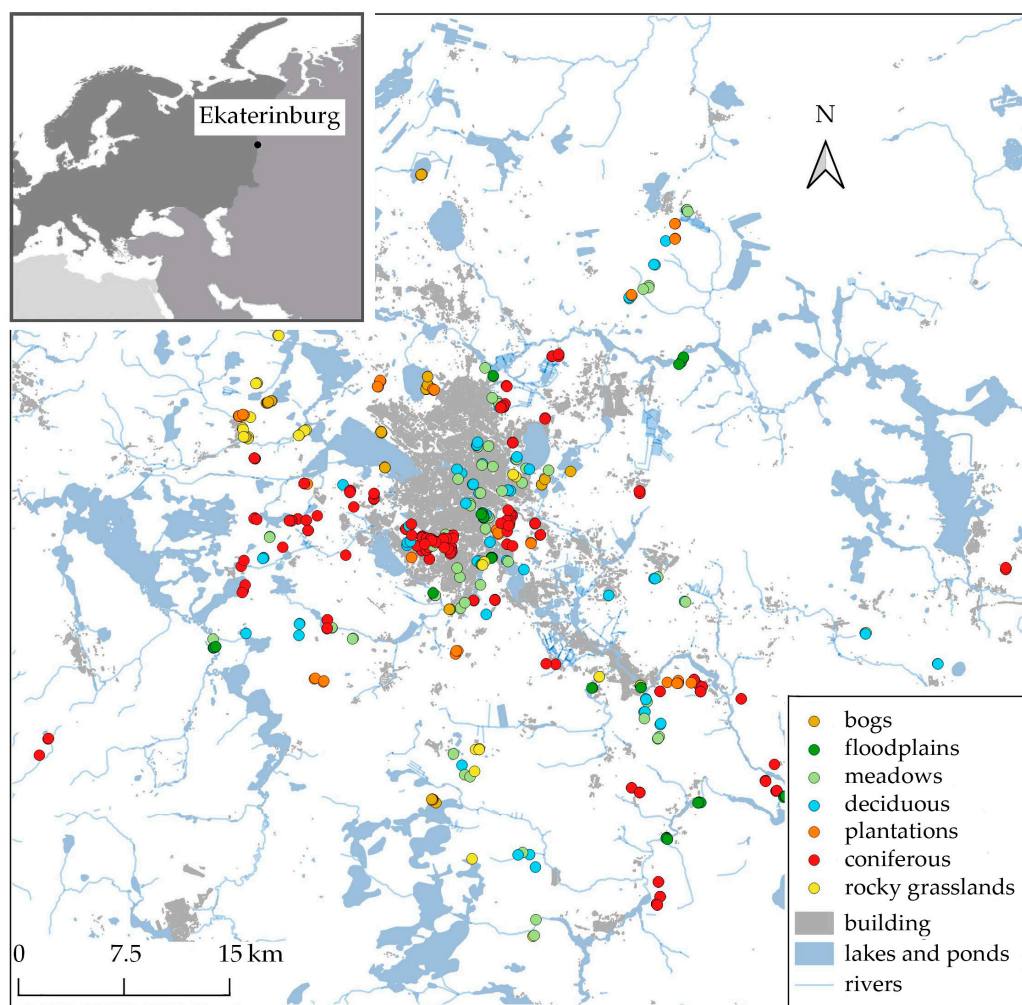 Ekaterinburg
N
bogs
floodplains
meadows
deciduous
plantations
coniferous
rocky grasslands
building
lakes and ponds
rivers
0 7.5 15 km